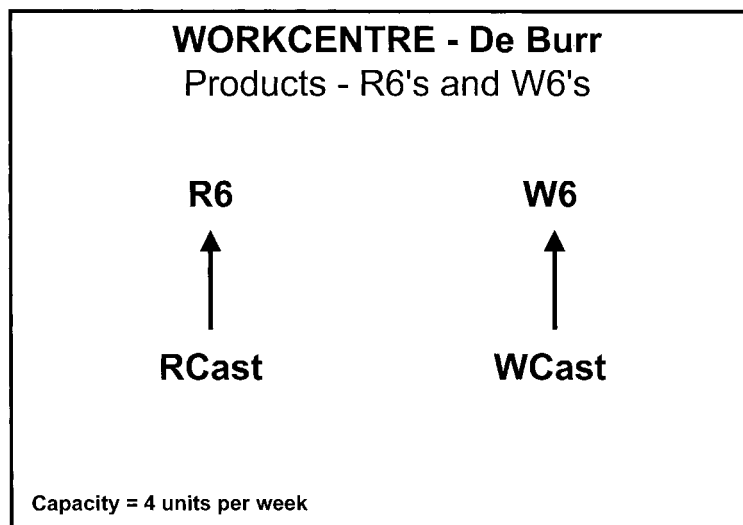 WORKCENTRE - De Burr
Products - R6's and W6's
R6 W6
RCast WCast
Capacity = 4 units per week